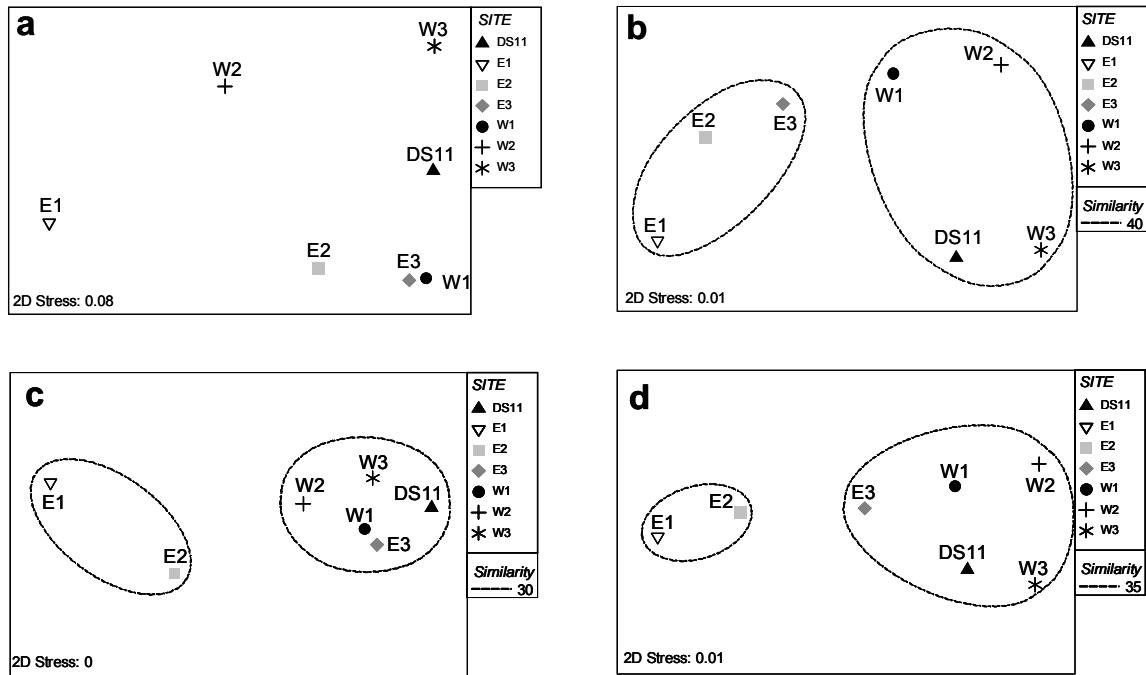 a
W3
W2
DS11
E1
E2
E3
W1
2D Stress: 0.08
SITE
DS11
E1
E2
E3
W1
W2
W3
b
W2
W1
E2
E3
E1
DS11
W3
2D Stress: 0.01
SITE
DS11
E1
E2
E3
W1
W2
W3
Similarity
40
c
W3
W2
DS11
E1
W1
E3
E2
2D Stress: 0
SITE
DS11
E1
E2
E3
W1
W2
W3
Similarity
30
d
W1
W2
E3
E2
E1
DS11
W3
2D Stress: 0.01
SITE
DS11
E1
E2
E3
W1
W2
W3
Similarity
35